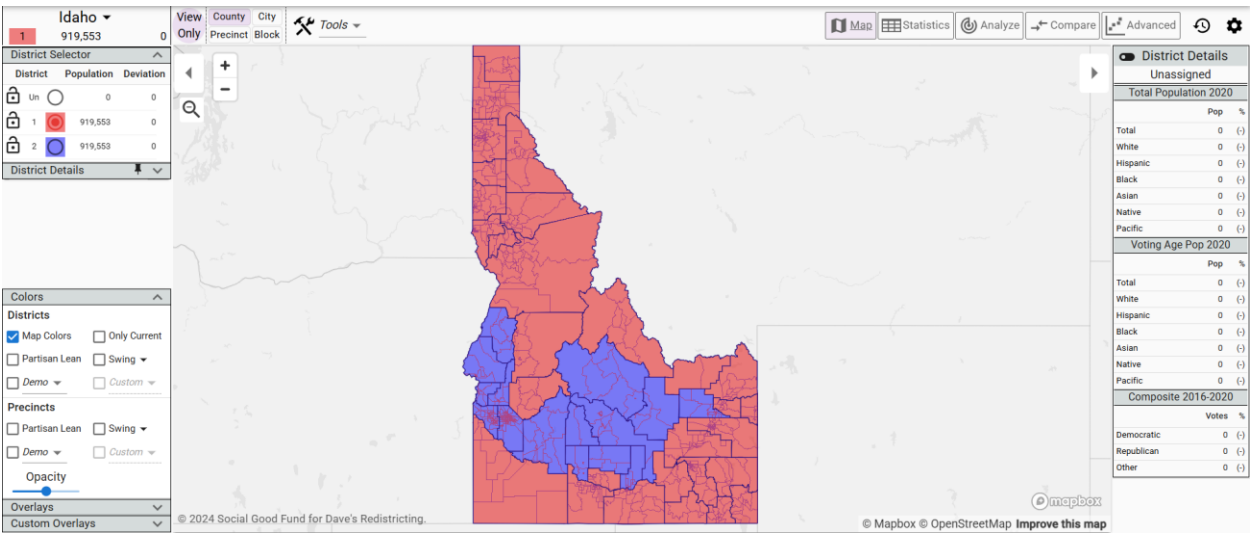 Idaho
1 919,553 0
View Only County City Precinct Block
Tools
Map Statistics Analyze Compare Advanced
District Selector
District Population Deviation
Un 0 0
1 919,553 0
2 919,553 0
District Details
Colors
Districts
Map Colors Only Current
Partisan Lean Swing
Demo Custom
Precincts
Partisan Lean Swing
Demo Custom
Opacity
Overlays
Custom Overlays
© 2024 Social Good Fund for Dave's Redistricting.
mapbox
© Mapbox © OpenStreetMap Improve this map
District Details
Unassigned
Total Population 2020
Pop %
Total 0 (-)
White 0 (-)
Hispanic 0 (-)
Black 0 (-)
Asian 0 (-)
Native 0 (-)
Pacific 0 (-)
Voting Age Pop 2020
Pop %
Total 0 (-)
White 0 (-)
Hispanic 0 (-)
Black 0 (-)
Asian 0 (-)
Native 0 (-)
Pacific 0 (-)
Composite 2016-2020
Votes %
Democratic 0 (-)
Republican 0 (-)
Other 0 (-)